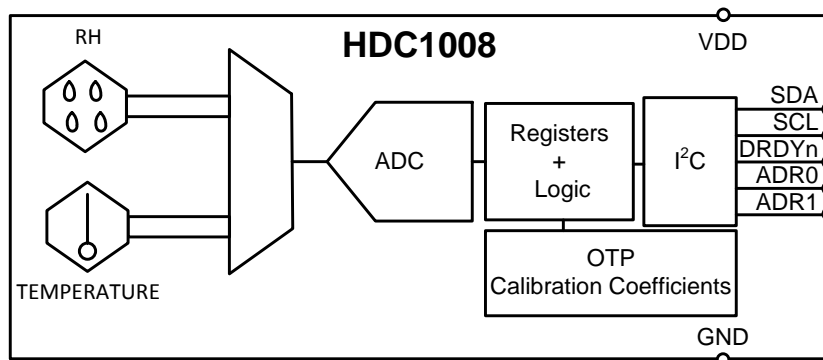 RH
HDC1008
VDD
SDA
SCL
DRDYn
ADR0
ADR1
ADC
Registers
+
Logic
I²C
TEMPERATURE
OTP
Calibration Coefficients
GND